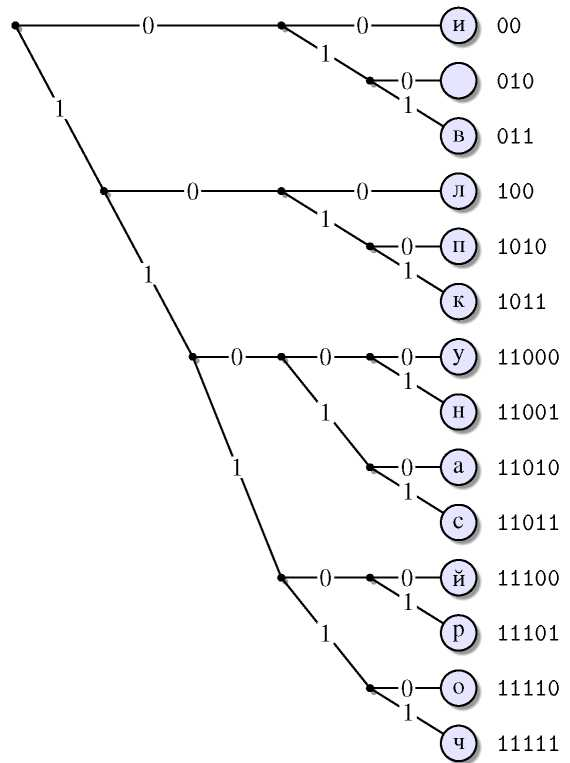 0 0 и 00
1 0 010
1 1 в 011
0 0 л 100
1 0 п 1010
1 1 к 1011
0 0 0 у 11000
1 н 11001
1 0 а 11010
1 1 с 11011
0 0 й 11100
1 р 11101
1 0 о 11110
1 ч 11111